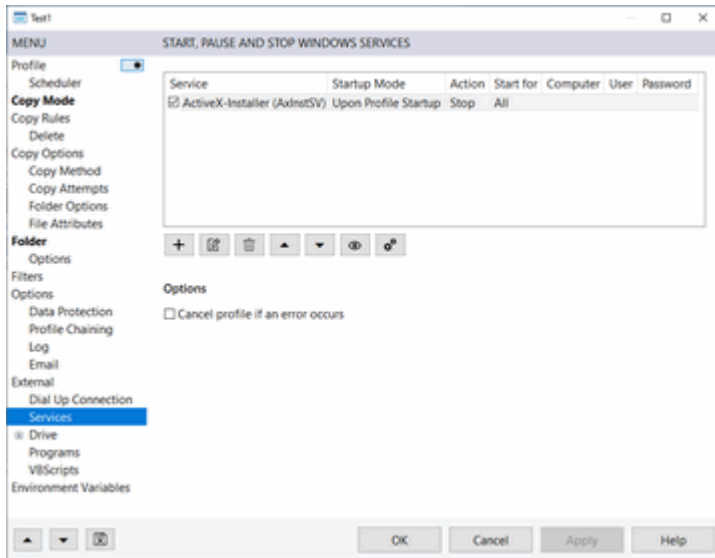 Test1
MENU
START, PAUSE AND STOP WINDOWS SERVICES
Profile
Scheduler
Copy Mode
Copy Rules
Delete
Copy Options
Copy Method
Copy Attempts
Folder Options
File Attributes
Folder
Options
Filters
Options
Data Protection
Profile Chaining
Log
Email
External
Dial Up Connection
Services
Drive
Programs
VBScripts
Environment Variables
Service Startup Mode Action Start for Computer User Password
ActiveX-Installer (AxInstSV) Upon Profile Startup Stop All
Options
Cancel profile if an error occurs
OK Cancel Apply Help